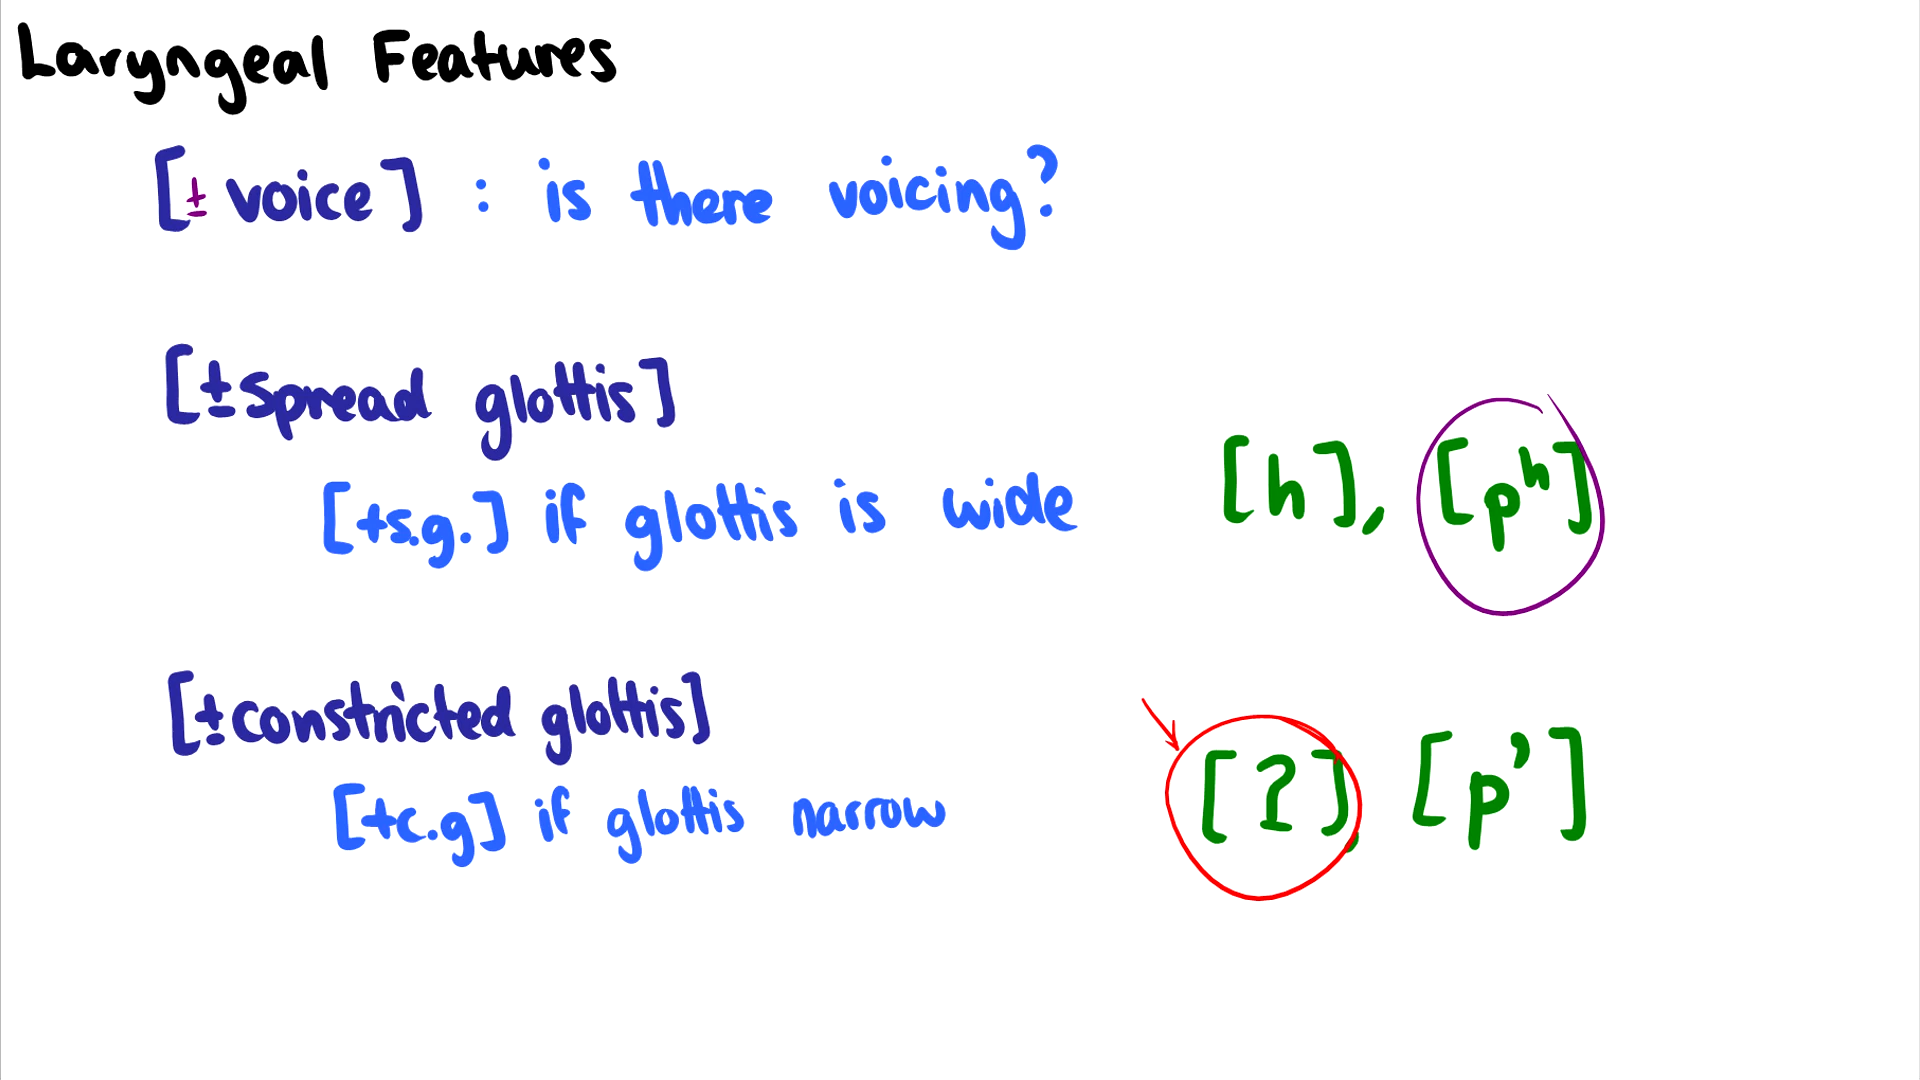 Laryngeal Features
[± voice] : is there voicing?
[±spread glottis]
[+s.g.] if glottis is wide [h], [pʰ]
[±constricted glottis]
[+c.g] if glottis narrow [ʔ], [p']